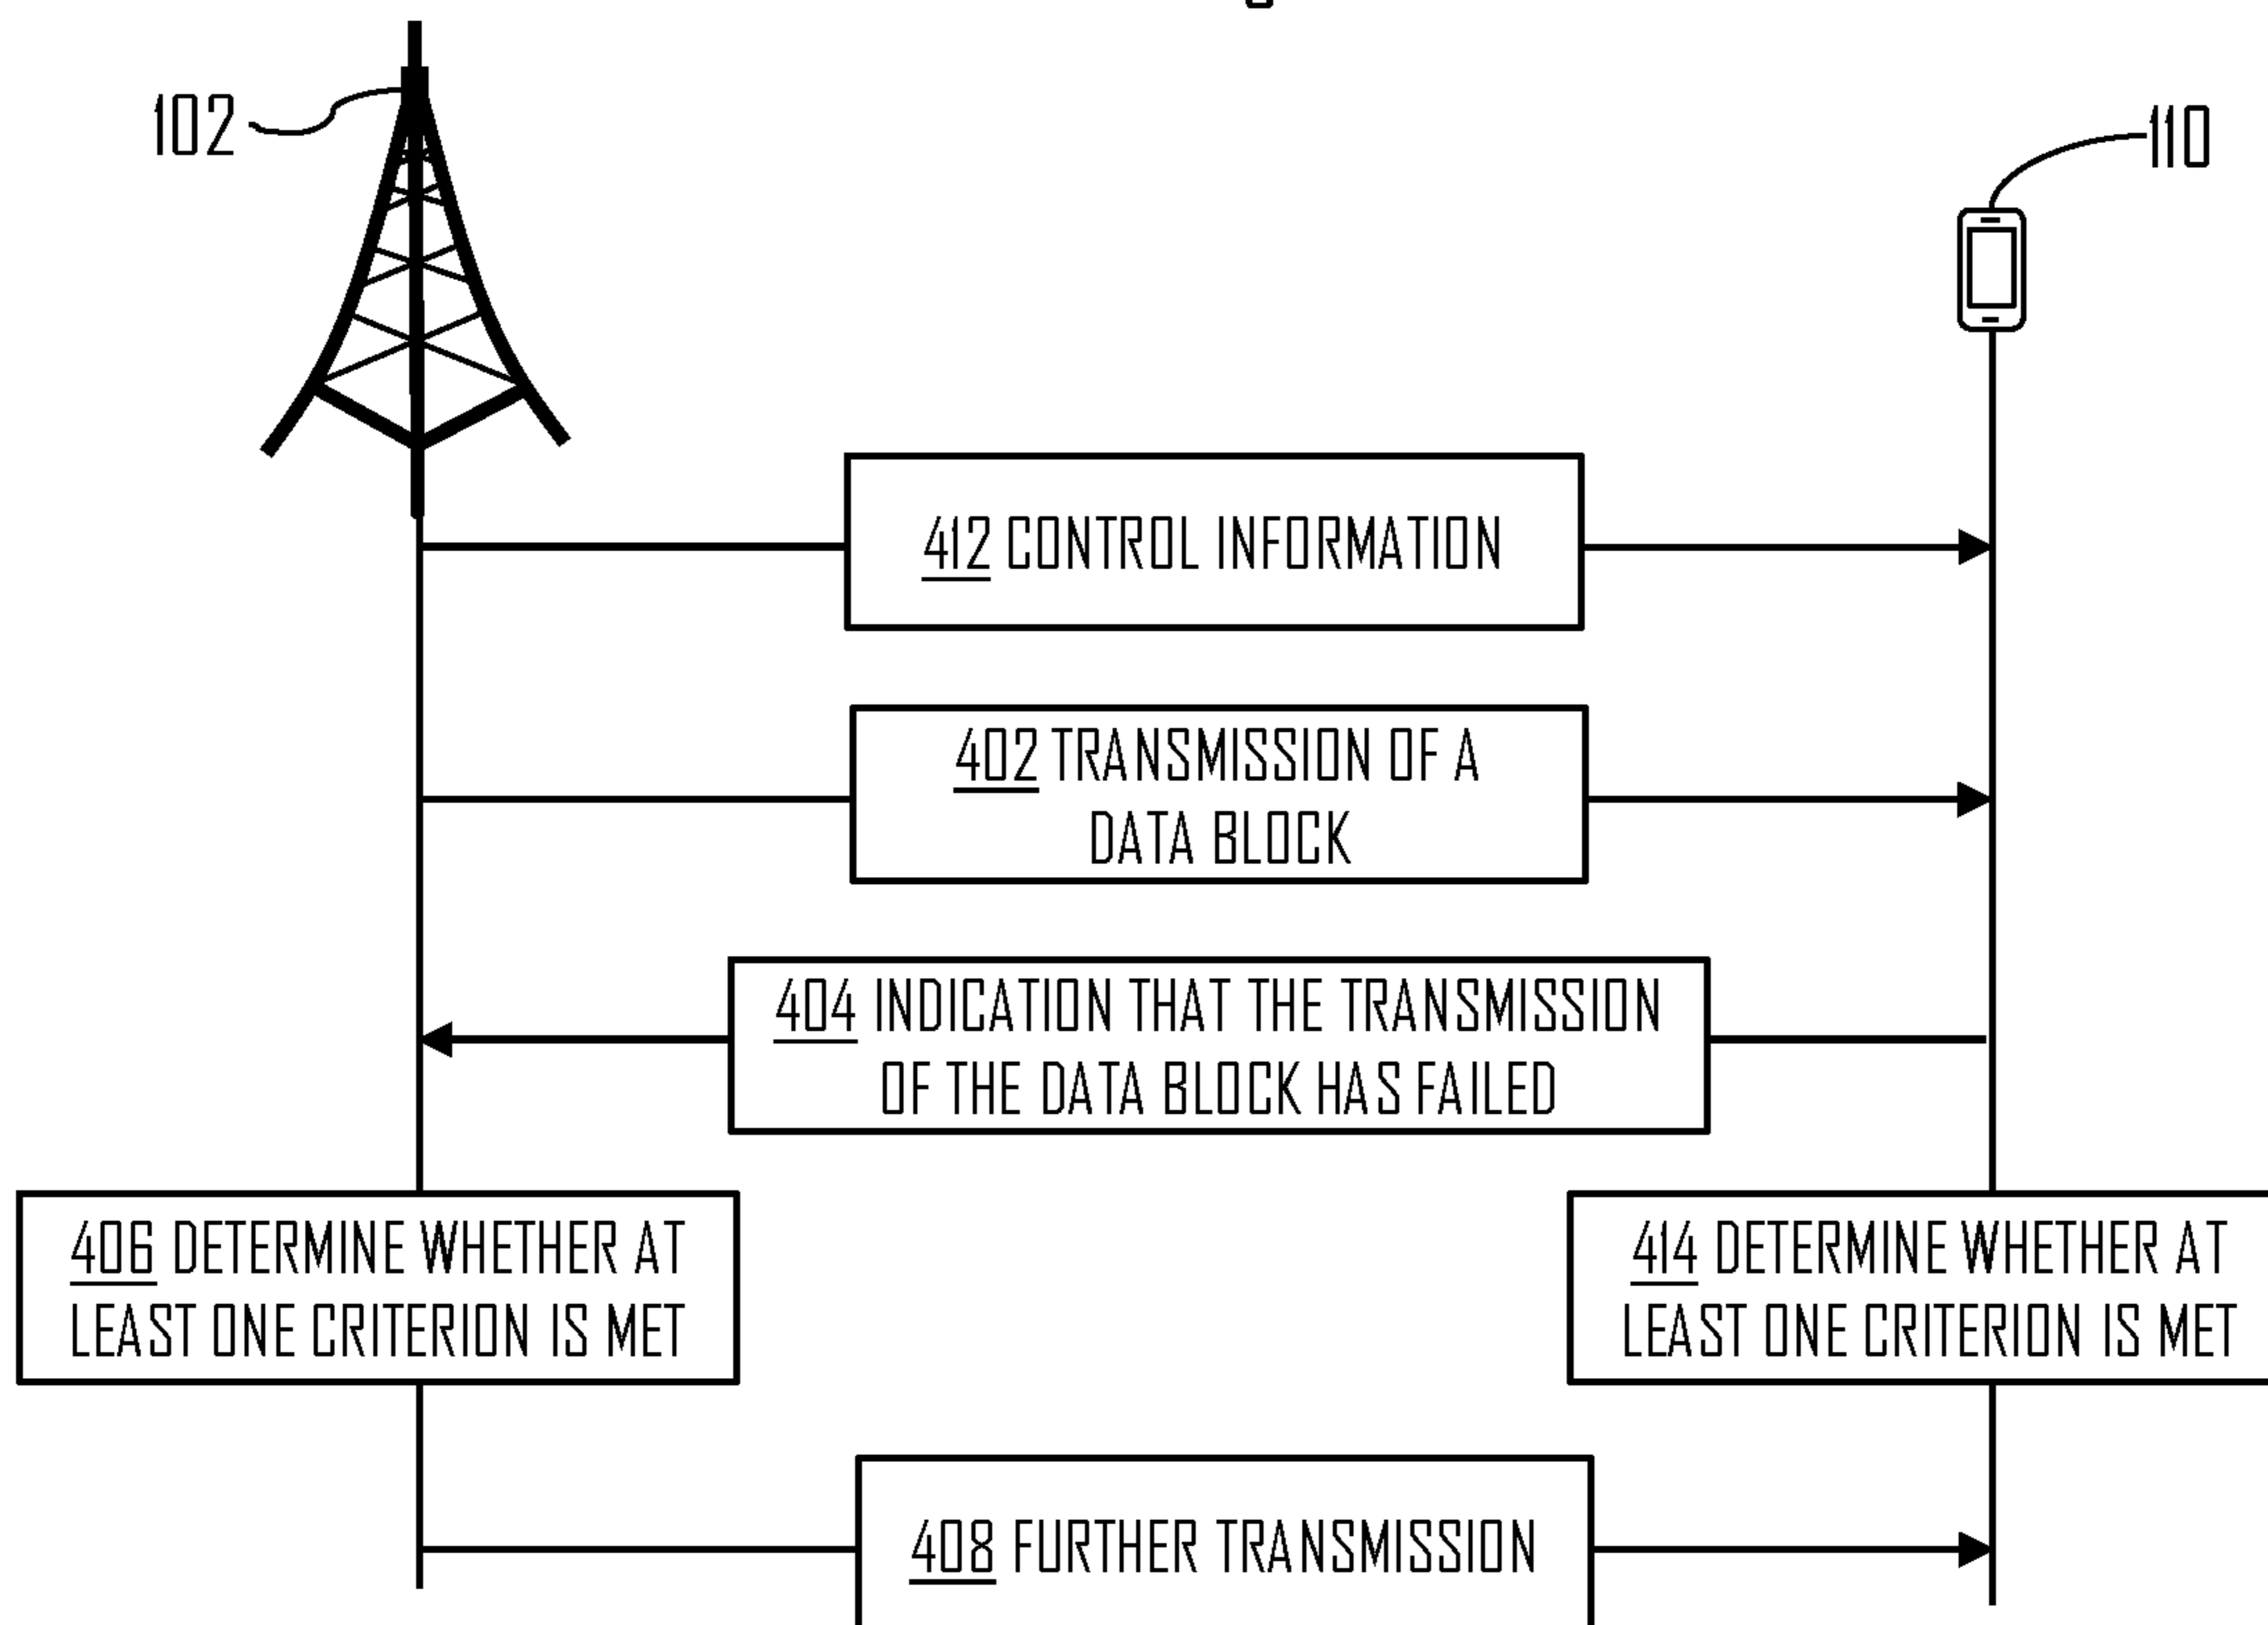 102
110
412 CONTROL INFORMATION
402 TRANSMISSION OF A
DATA BLOCK
404 INDICATION THAT THE TRANSMISSION
OF THE DATA BLOCK HAS FAILED
406 DETERMINE WHETHER AT
LEAST ONE CRITERION IS MET
414 DETERMINE WHETHER AT
LEAST ONE CRITERION IS MET
408 FURTHER TRANSMISSION